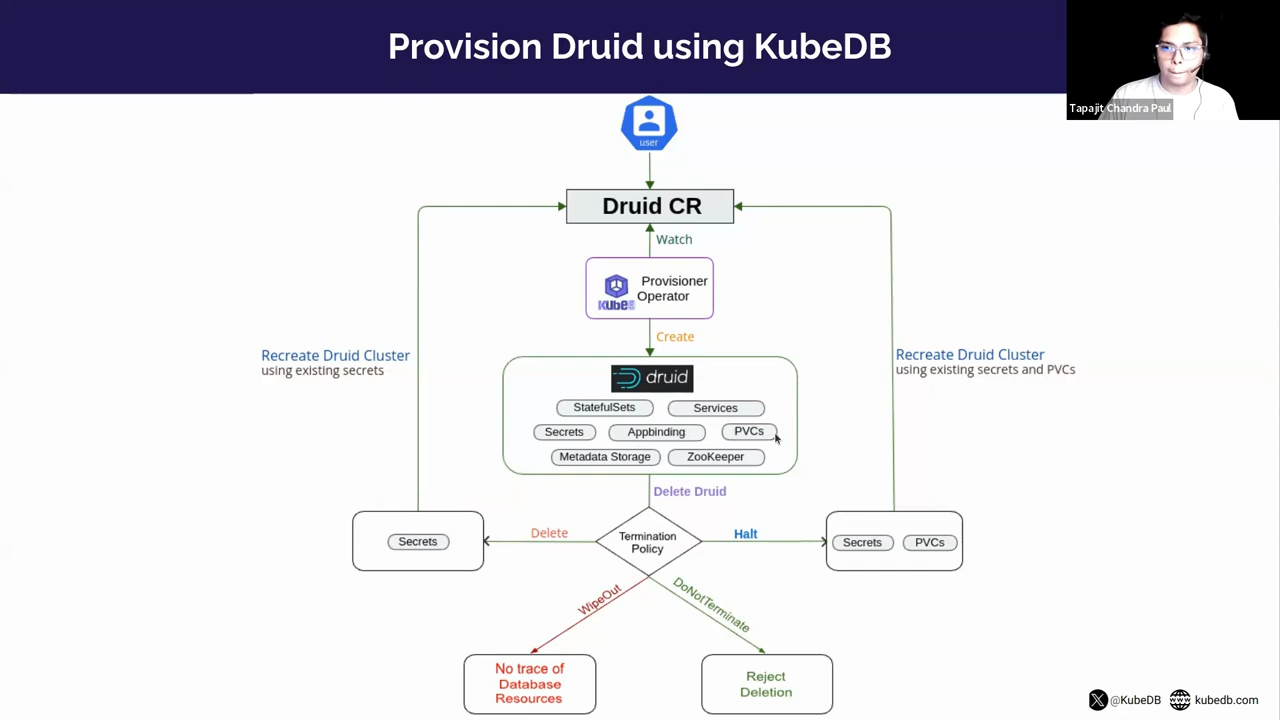 Provision Druid using KubeDB
Tapajit Chandra Paul
user
Druid CR
Watch
Provisioner
Operator
KubeDB
Create
Recreate Druid Cluster
using existing secrets
Recreate Druid Cluster
using existing secrets and PVCs
druid
StatefulSets
Services
Secrets
Appbinding
PVCs
Metadata Storage
ZooKeeper
Delete Druid
Termination
Policy
Delete
Halt
Secrets
Secrets
PVCs
WipeOut
DoNotTerminate
No trace of
Database
Resources
Reject
Deletion
@KubeDB
kubedb.com